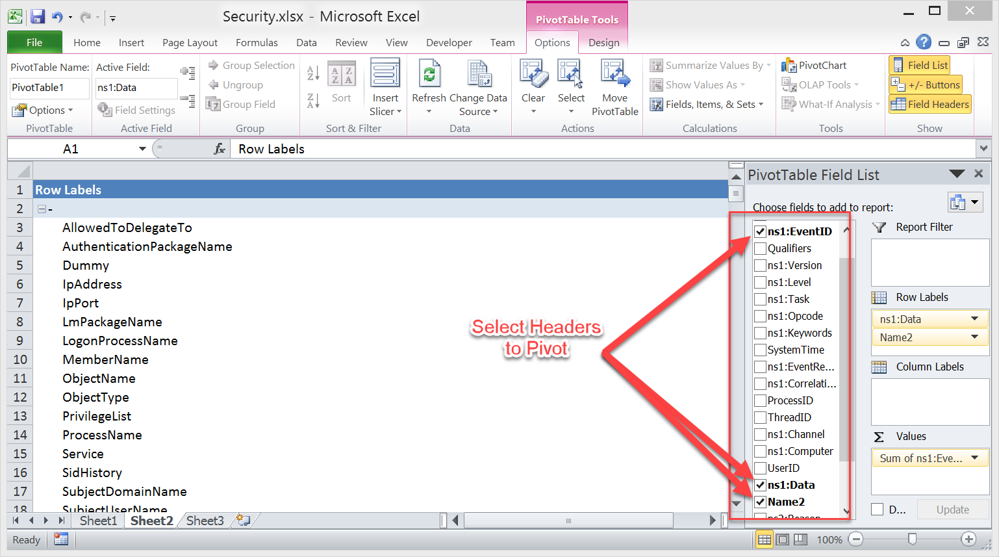 Security.xlsx - Microsoft Excel
PivotTable Tools
File Home Insert Page Layout Formulas Data Review View Developer Team Options Design
PivotTable Name:
PivotTable1
Options
PivotTable
Active Field:
ns1:Data
Field Settings
Active Field
Group Selection
Ungroup
Group Field
Group
Sort
Insert
Slicer
Sort & Filter
Refresh
Change Data
Source
Data
Clear
Select
Move
PivotTable
Actions
Summarize Values By
Show Values As
Fields, Items, & Sets
Calculations
PivotChart
OLAP Tools
What-If Analysis
Tools
Field List
+/- Buttons
Field Headers
Show
A1 fx Row Labels
1 Row Labels
2 -
3 AllowedToDelegateTo
4 AuthenticationPackageName
5 Dummy
6 IpAddress
7 IpPort
8 LmPackageName
9 LogonProcessName
10 MemberName
11 ObjectName
12 ObjectType
13 PrivilegeList
14 ProcessName
15 Service
16 SidHistory
17 SubjectDomainName
18 SubjectUserName
Select Headers
to Pivot
PivotTable Field List
Choose fields to add to report:
ns1:EventID
Qualifiers
ns1:Version
ns1:Level
ns1:Task
ns1:Opcode
ns1:Keywords
SystemTime
ns1:EventRe...
ns1:Correlati...
ProcessID
ThreadID
ns1:Channel
ns1:Computer
UserID
ns1:Data
Name2
ns2:Reason
Report Filter
Row Labels
ns1:Data
Name2
Column Labels
Σ Values
Sum of ns1:Eve...
D... Update
Sheet1 Sheet2 Sheet3
Ready 100%